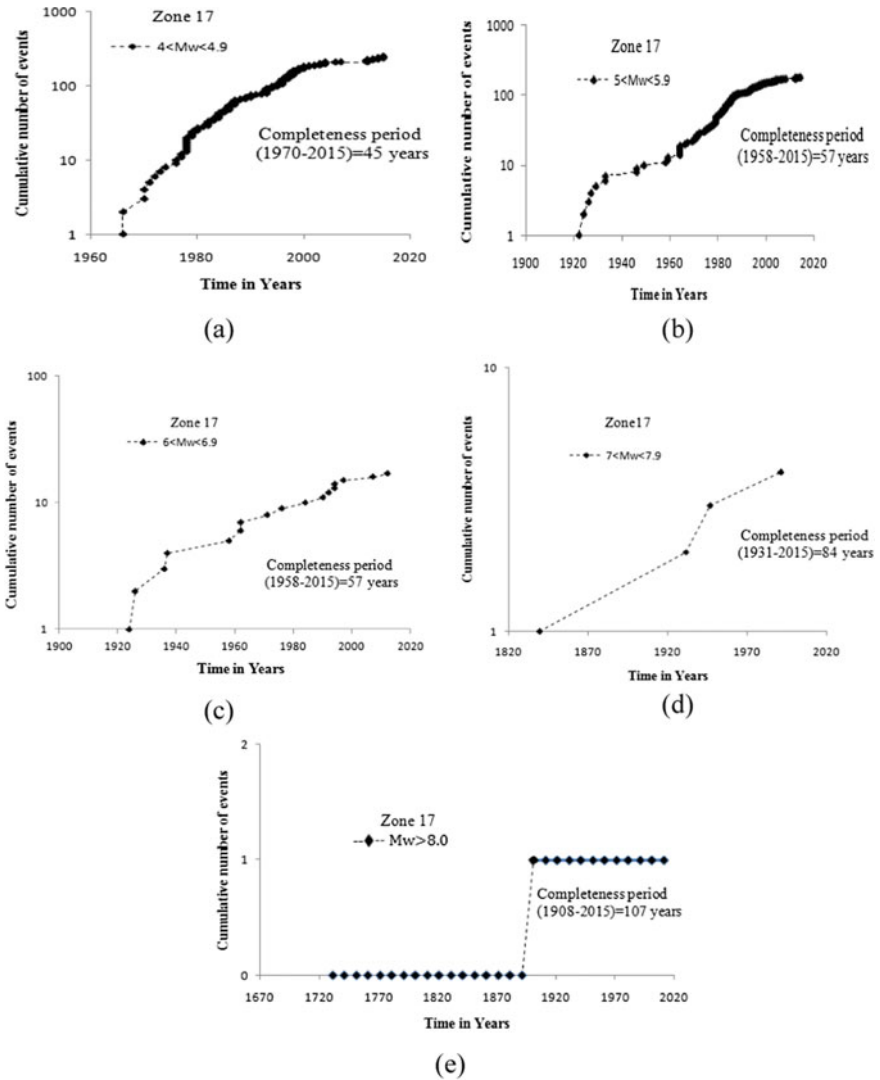 Zone 17
4<Mw<4.9
Cumulative number of events
1000
100
10
1
Completeness period
(1970-2015)=45 years
1960
1980
2000
2020
Time in Years
(a)
Zone 17
5<Mw<5.9
Cumulative number of events
1000
100
10
1
Completeness period
(1958-2015)=57 years
1900
1920
1940
1960
1980
2000
2020
Time in Years
(b)
Zone 17
6<Mw<6.9
Cumulative number of events
100
10
1
Completeness period
(1958-2015)=57 years
1900
1920
1940
1960
1980
2000
2020
Time in Years
(c)
Zone17
7<Mw<7.9
Cumulative number of events
10
1
Completeness period
(1931-2015)=84 years
1820
1870
1920
1970
2020
Time in Years
(d)
Zone 17
Mw>8.0
Cumulative number of events
2
1
0
Completeness period
(1908-2015)=107 years
1670
1720
1770
1820
1870
1920
1970
2020
Time in Years
(e)